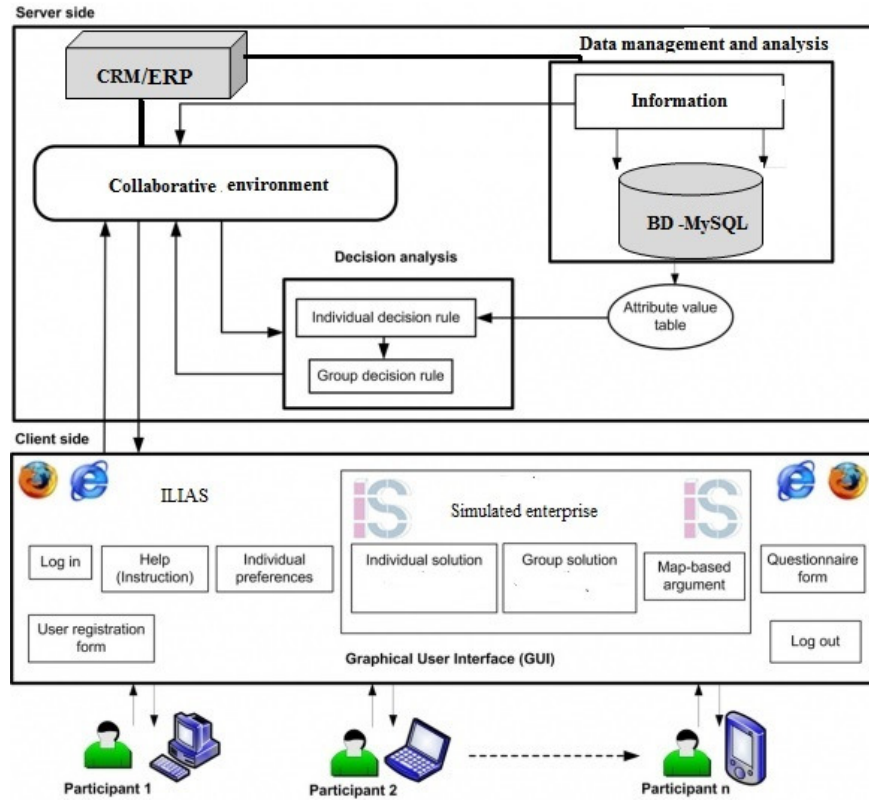 Server side
Data management and analysis
CRM/ERP
Information
Collaborative environment
BD -MySQL
Decision analysis
Individual decision rule
Attribute value
table
Group decision rule
Client side
ILIAS
iS
Simulated enterprise
iS
Log in
Help
(Instruction)
Individual
preferences
Individual solution
Group solution
Map-based
argument
Questionnaire
form
User registration
form
Log out
Graphical User Interface (GUI)
Participant 1
Participant 2
Participant n